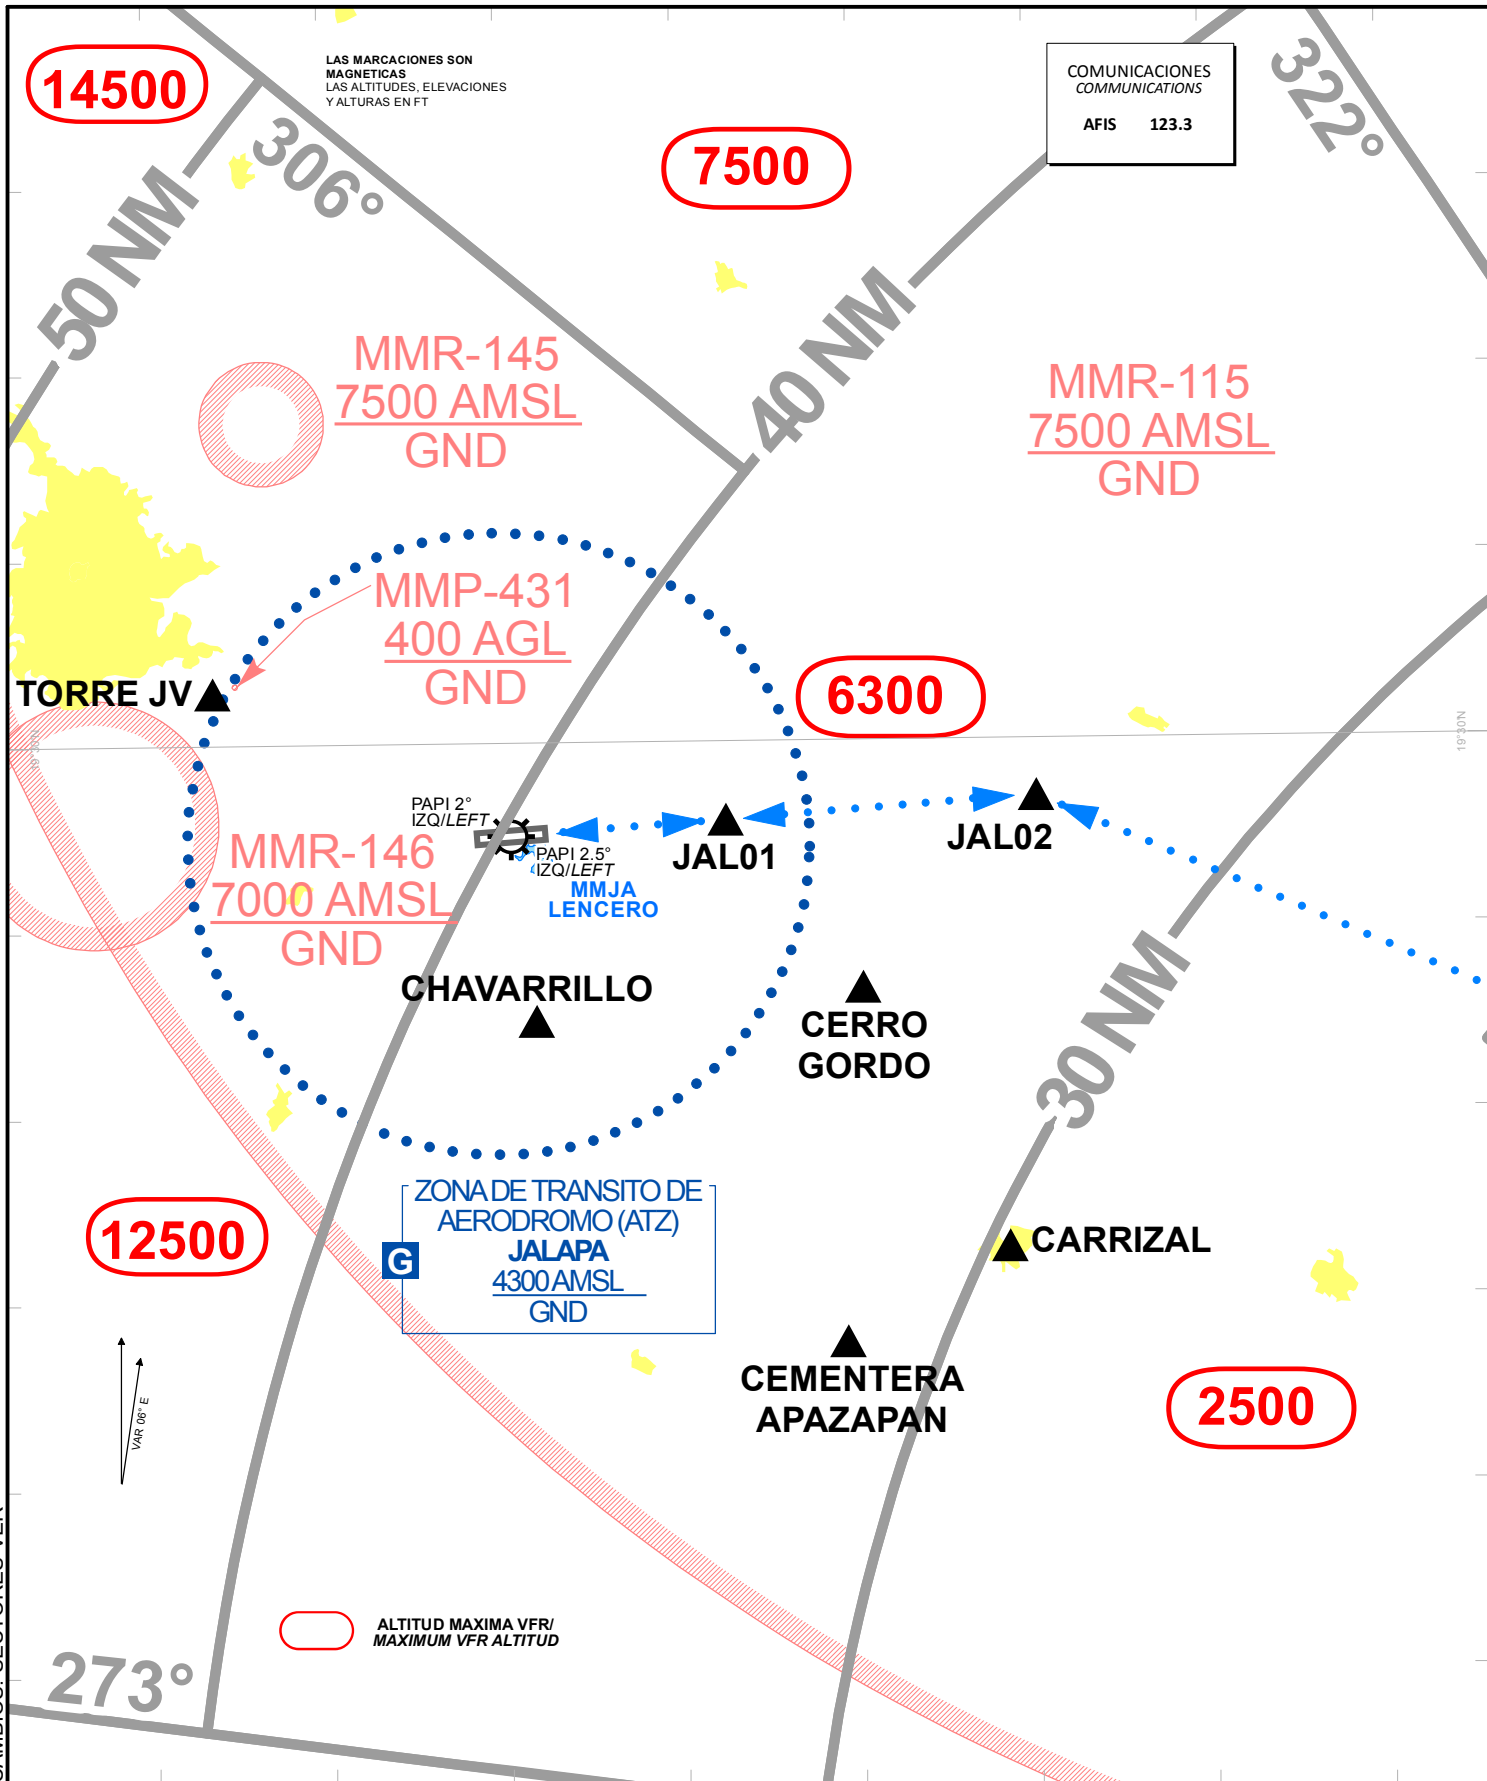 14500
LAS MARCACIONES SON
MAGNETICAS
LAS ALTITUDES, ELEVACIONES
Y ALTURAS EN FT
COMUNICACIONES
COMMUNICATIONS
AFIS 123.3
322°
306°
7500
50 NM
40 NM
MMR-145
7500 AMSL
GND
MMR-115
7500 AMSL
GND
MMP-431
400 AGL
GND
TORRE JV
6300
19°30'N
19°30'N
PAPI 2°
IZQ/LEFT
PAPI 2.5°
IZQ/LEFT
MMJA
LENCERO
JAL01
JAL02
MMR-146
7000 AMSL
GND
CHAVARRILLO
CERRO
GORDO
30 NM
12500
ZONA DE TRANSITO DE
AERODROMO (ATZ)
JALAPA
4300 AMSL
GND
G
CARRIZAL
CEMENTERA
APAZAPAN
2500
VAR 06° E
ALTITUD MAXIMA VFR/
MAXIMUM VFR ALTITUD
273°